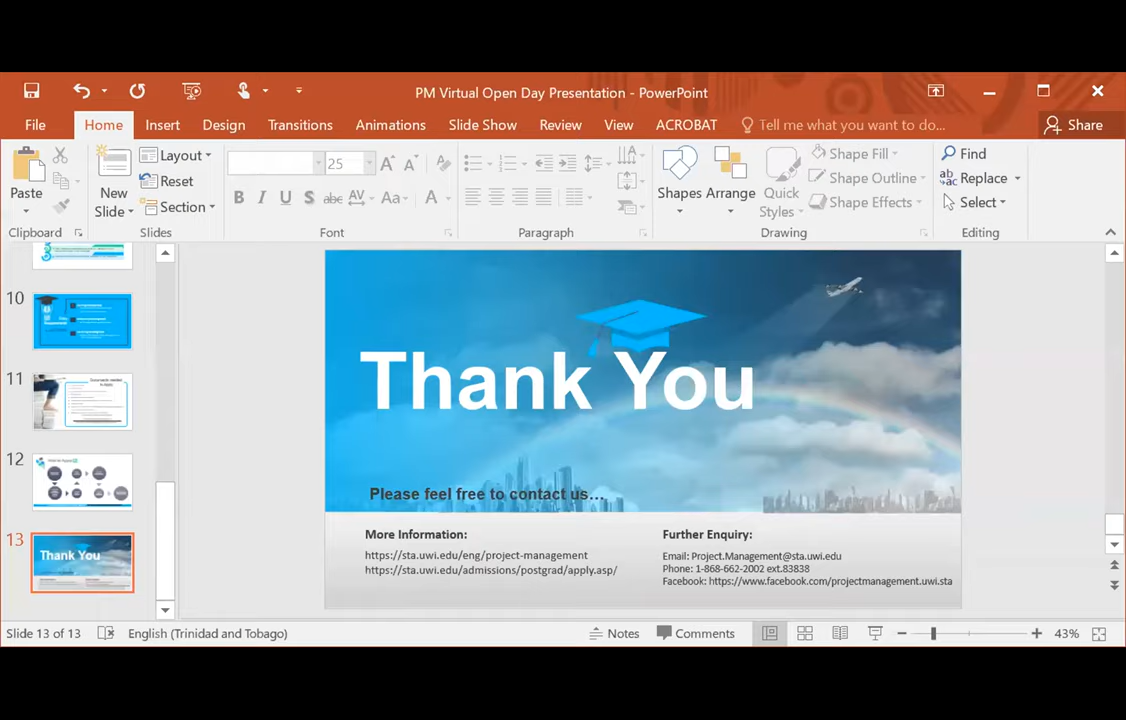 PM Virtual Open Day Presentation - PowerPoint
File Home Insert Design Transitions Animations Slide Show Review View ACROBAT Tell me what you want to do... Share
Paste
Clipboard
New Slide
Layout
Reset
Section
Slides
25
B I U S abc AV Aa A
Font
Paragraph
Shapes
Arrange
Quick Styles
Shape Fill
Shape Outline
Shape Effects
Drawing
Find
Replace
Select
Editing
10
11
12
13
Thank You
Thank You
Please feel free to contact us...
More Information:
https://sta.uwi.edu/eng/project-management
https://sta.uwi.edu/admissions/postgrad/apply.asp/
Further Enquiry:
Email: Project.Management@sta.uwi.edu
Phone: 1-868-662-2002 ext.83838
Facebook: https://www.facebook.com/projectmanagement.uwi.sta
Slide 13 of 13 English (Trinidad and Tobago) Notes Comments 43%